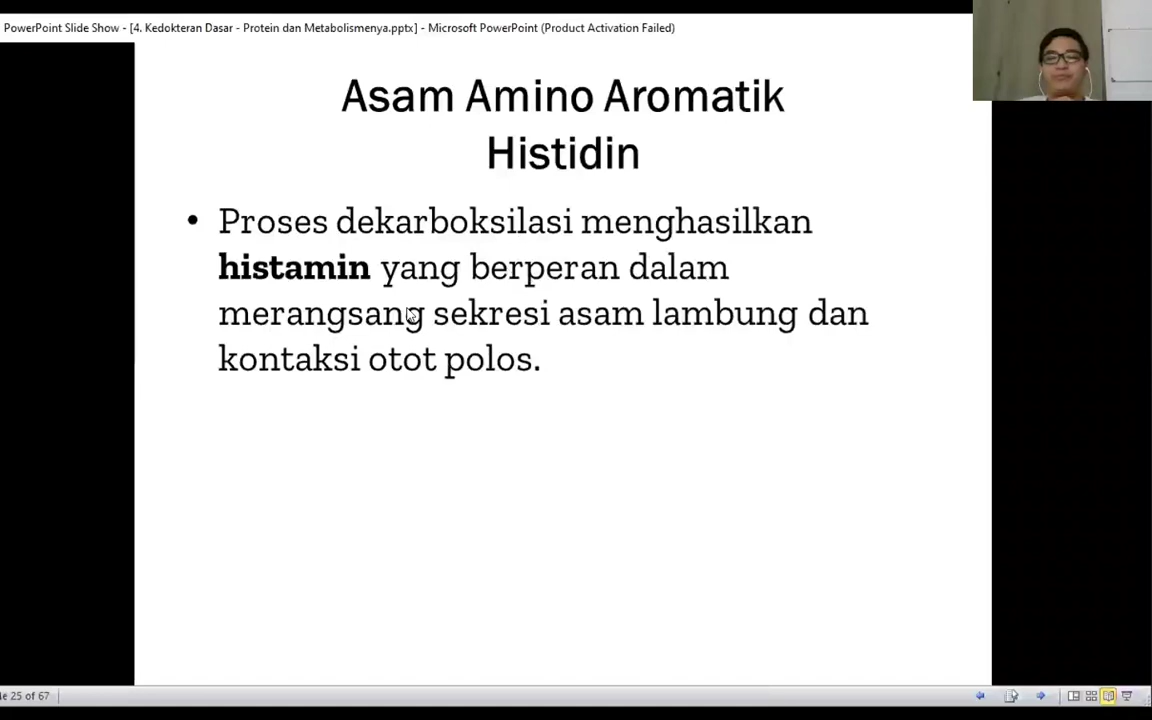 PowerPoint Slide Show - [4. Kedokteran Dasar - Protein dan Metabolismenya.pptx] - Microsoft PowerPoint (Product Activation Failed)
Asam Amino Aromatik
Histidin
• Proses dekarboksilasi menghasilkan
histamin yang berperan dalam
merangsang sekresi asam lambung dan
kontaksi otot polos.
le 25 of 67